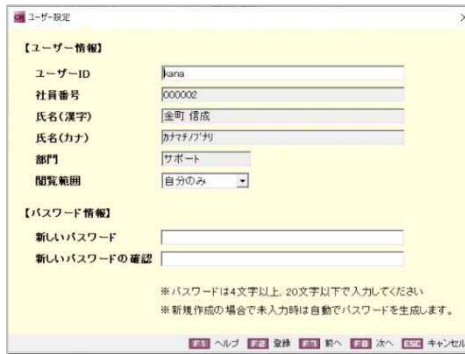 ユーザー設定
【ユーザー情報】
ユーザーID kana
社員番号 000002
氏名(漢字) 金町 信成
氏名(カナ) ｶﾅﾏﾁﾉﾌﾞﾅﾘ
部門 サポート
閲覧範囲 自分のみ
【パスワード情報】
新しいパスワード
新しいパスワードの確認
※パスワードは4文字以上、20文字以下で入力してください
※新規作成の場合で未入力時は自動でパスワードを生成します。
F1 ヘルプ F2 登録 F7 前へ F8 次へ ESC キャンセル